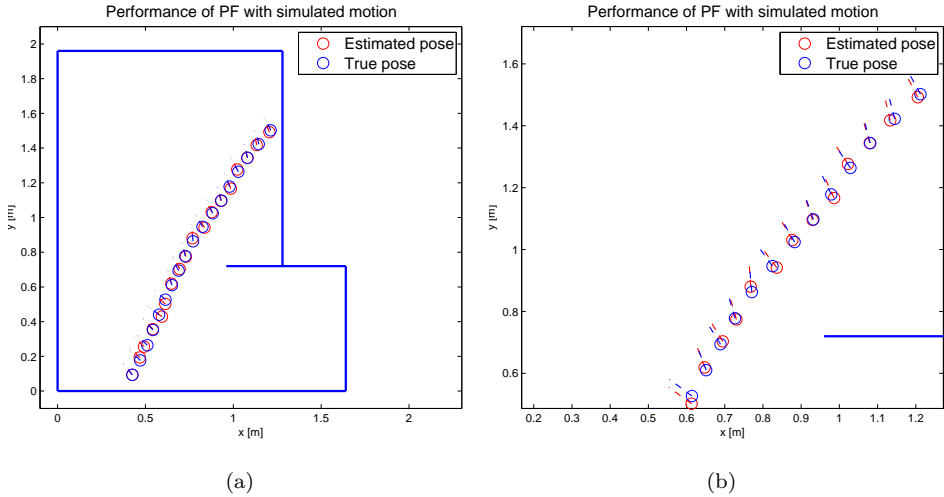 Performance of PF with simulated motion
Estimated pose
True pose
2
1.8
1.6
1.4
1.2
1
0.8
0.6
0.4
0.2
0
y [m]
0
0.5
1
1.5
2
x [m]
(a)
Performance of PF with simulated motion
Estimated pose
True pose
1.6
1.4
1.2
1
0.8
0.6
y [m]
0.2
0.3
0.4
0.5
0.6
0.7
0.8
0.9
1
1.1
1.2
x [m]
(b)